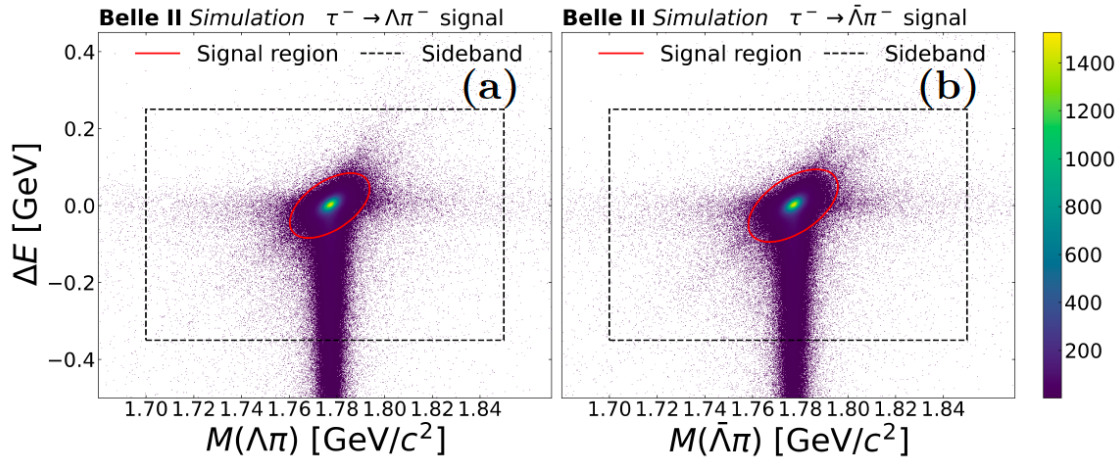 Belle II Simulation τ⁻ → Λπ⁻ signal
Signal region Sideband
(a)
0.4
0.2
0.0
−0.2
−0.4
ΔE [GeV]
1.70 1.72 1.74 1.76 1.78 1.80 1.82 1.84
M(Λπ) [GeV/c²]
Belle II Simulation τ⁻ → Λ̄π⁻ signal
Signal region Sideband
(b)
1.70 1.72 1.74 1.76 1.78 1.80 1.82 1.84
M(Λ̄π) [GeV/c²]
1400
1200
1000
800
600
400
200